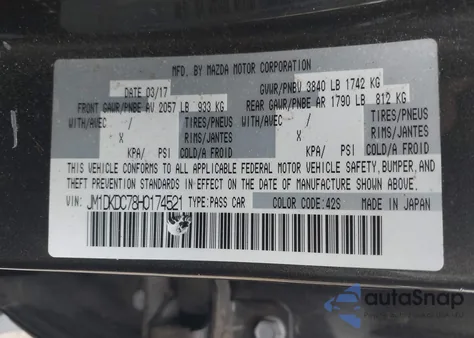 MFD. BY MAZDA MOTOR CORPORATION
DATE 03/17 GVWR/PNBV 3840 LB 1742 KG
FRONT GAWR/PNBE AV 2057 LB 933 KG REAR GAWR/PNBE AR 1790 LB 812 KG
WITH/AVEC / TIRES/PNEUS WITH/AVEC / TIRES/PNEUS
X RIMS/JANTES X RIMS/JANTES
KPA/ PSI COLD/A FROID KPA/ PSI COLD/A FROID
THIS VEHICLE CONFORMS TO ALL APPLICABLE FEDERAL MOTOR VEHICLE SAFETY, BUMPER, AND
THEFT PREVENTION STANDARDS IN EFFECT ON THE DATE OF MANUFACTURE SHOWN ABOVE.
VIN: JM1DKDC78H0174521 TYPE:PASS CAR COLOR CODE:42S MADE IN JAPAN
autoSnap